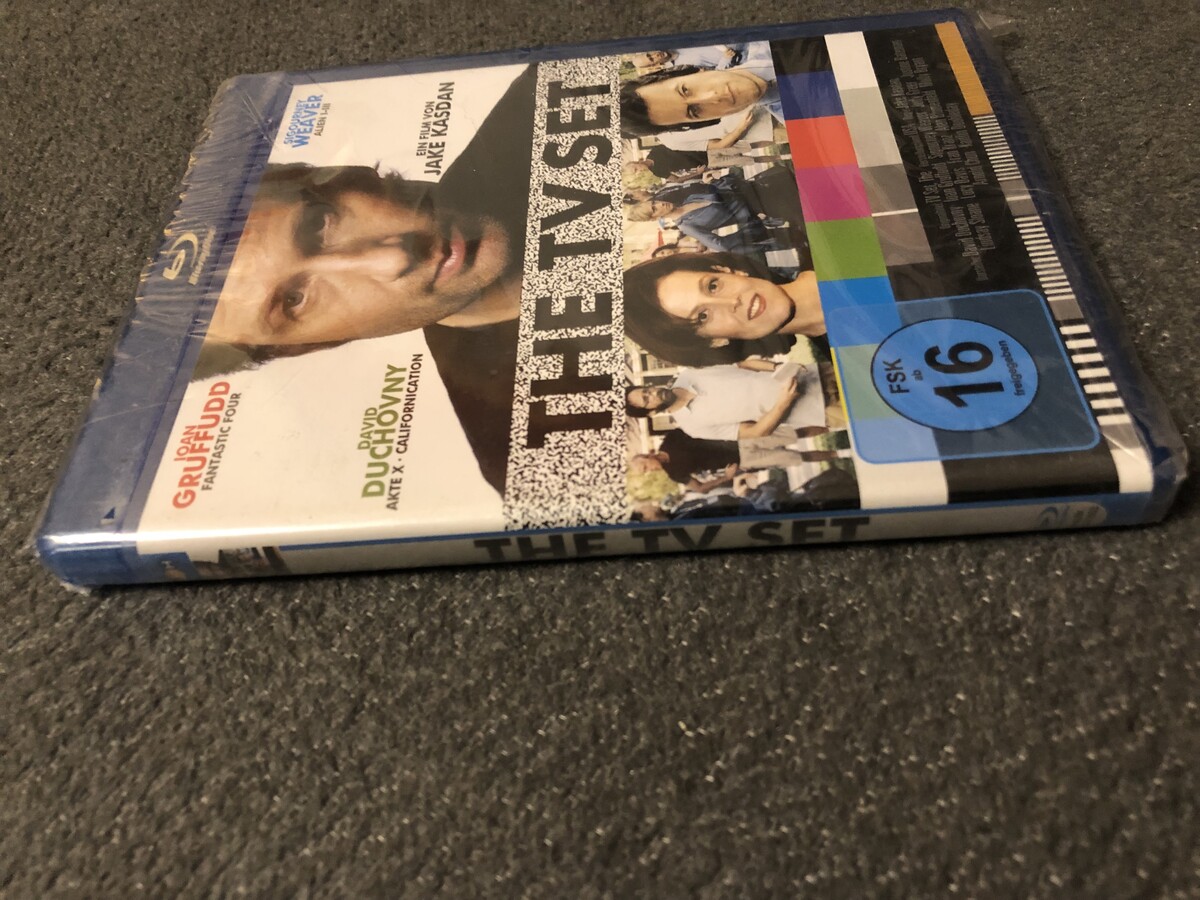 IOAN
GRUFFUDD
FANTASTIC FOUR
DAVID
DUCHOVNY
AKTE X · CALIFORNICATION
SIGOURNEY
WEAVER
ALIEN I-III
EIN FILM VON
JAKE KASDAN
THE TV SET
FSK
ab
16
freigegeben
THE TV SET